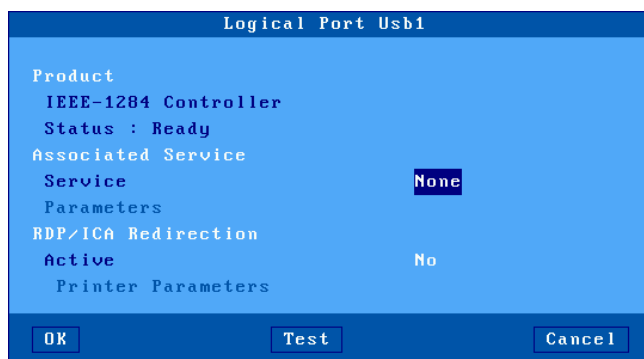 Logical Port Usb1
Product
IEEE-1284 Controller
Status : Ready
Associated Service
Service None
Parameters
RDP/ICA Redirection
Active No
Printer Parameters
OK Test Cancel